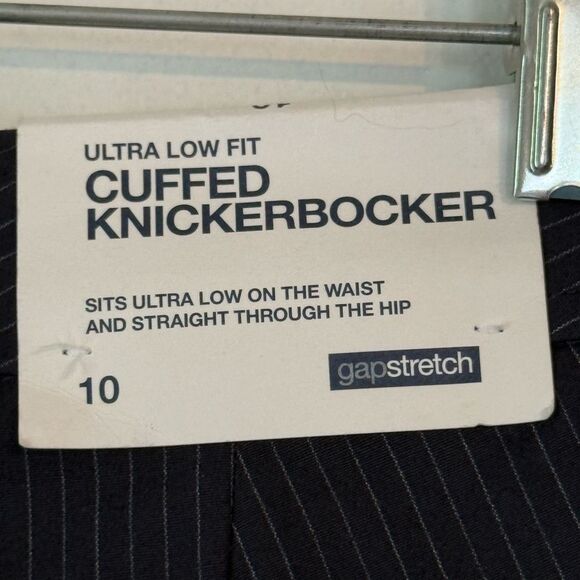 ULTRA LOW FIT
CUFFED
KNICKERBOCKER
SITS ULTRA LOW ON THE WAIST
AND STRAIGHT THROUGH THE HIP
10
gapstretch